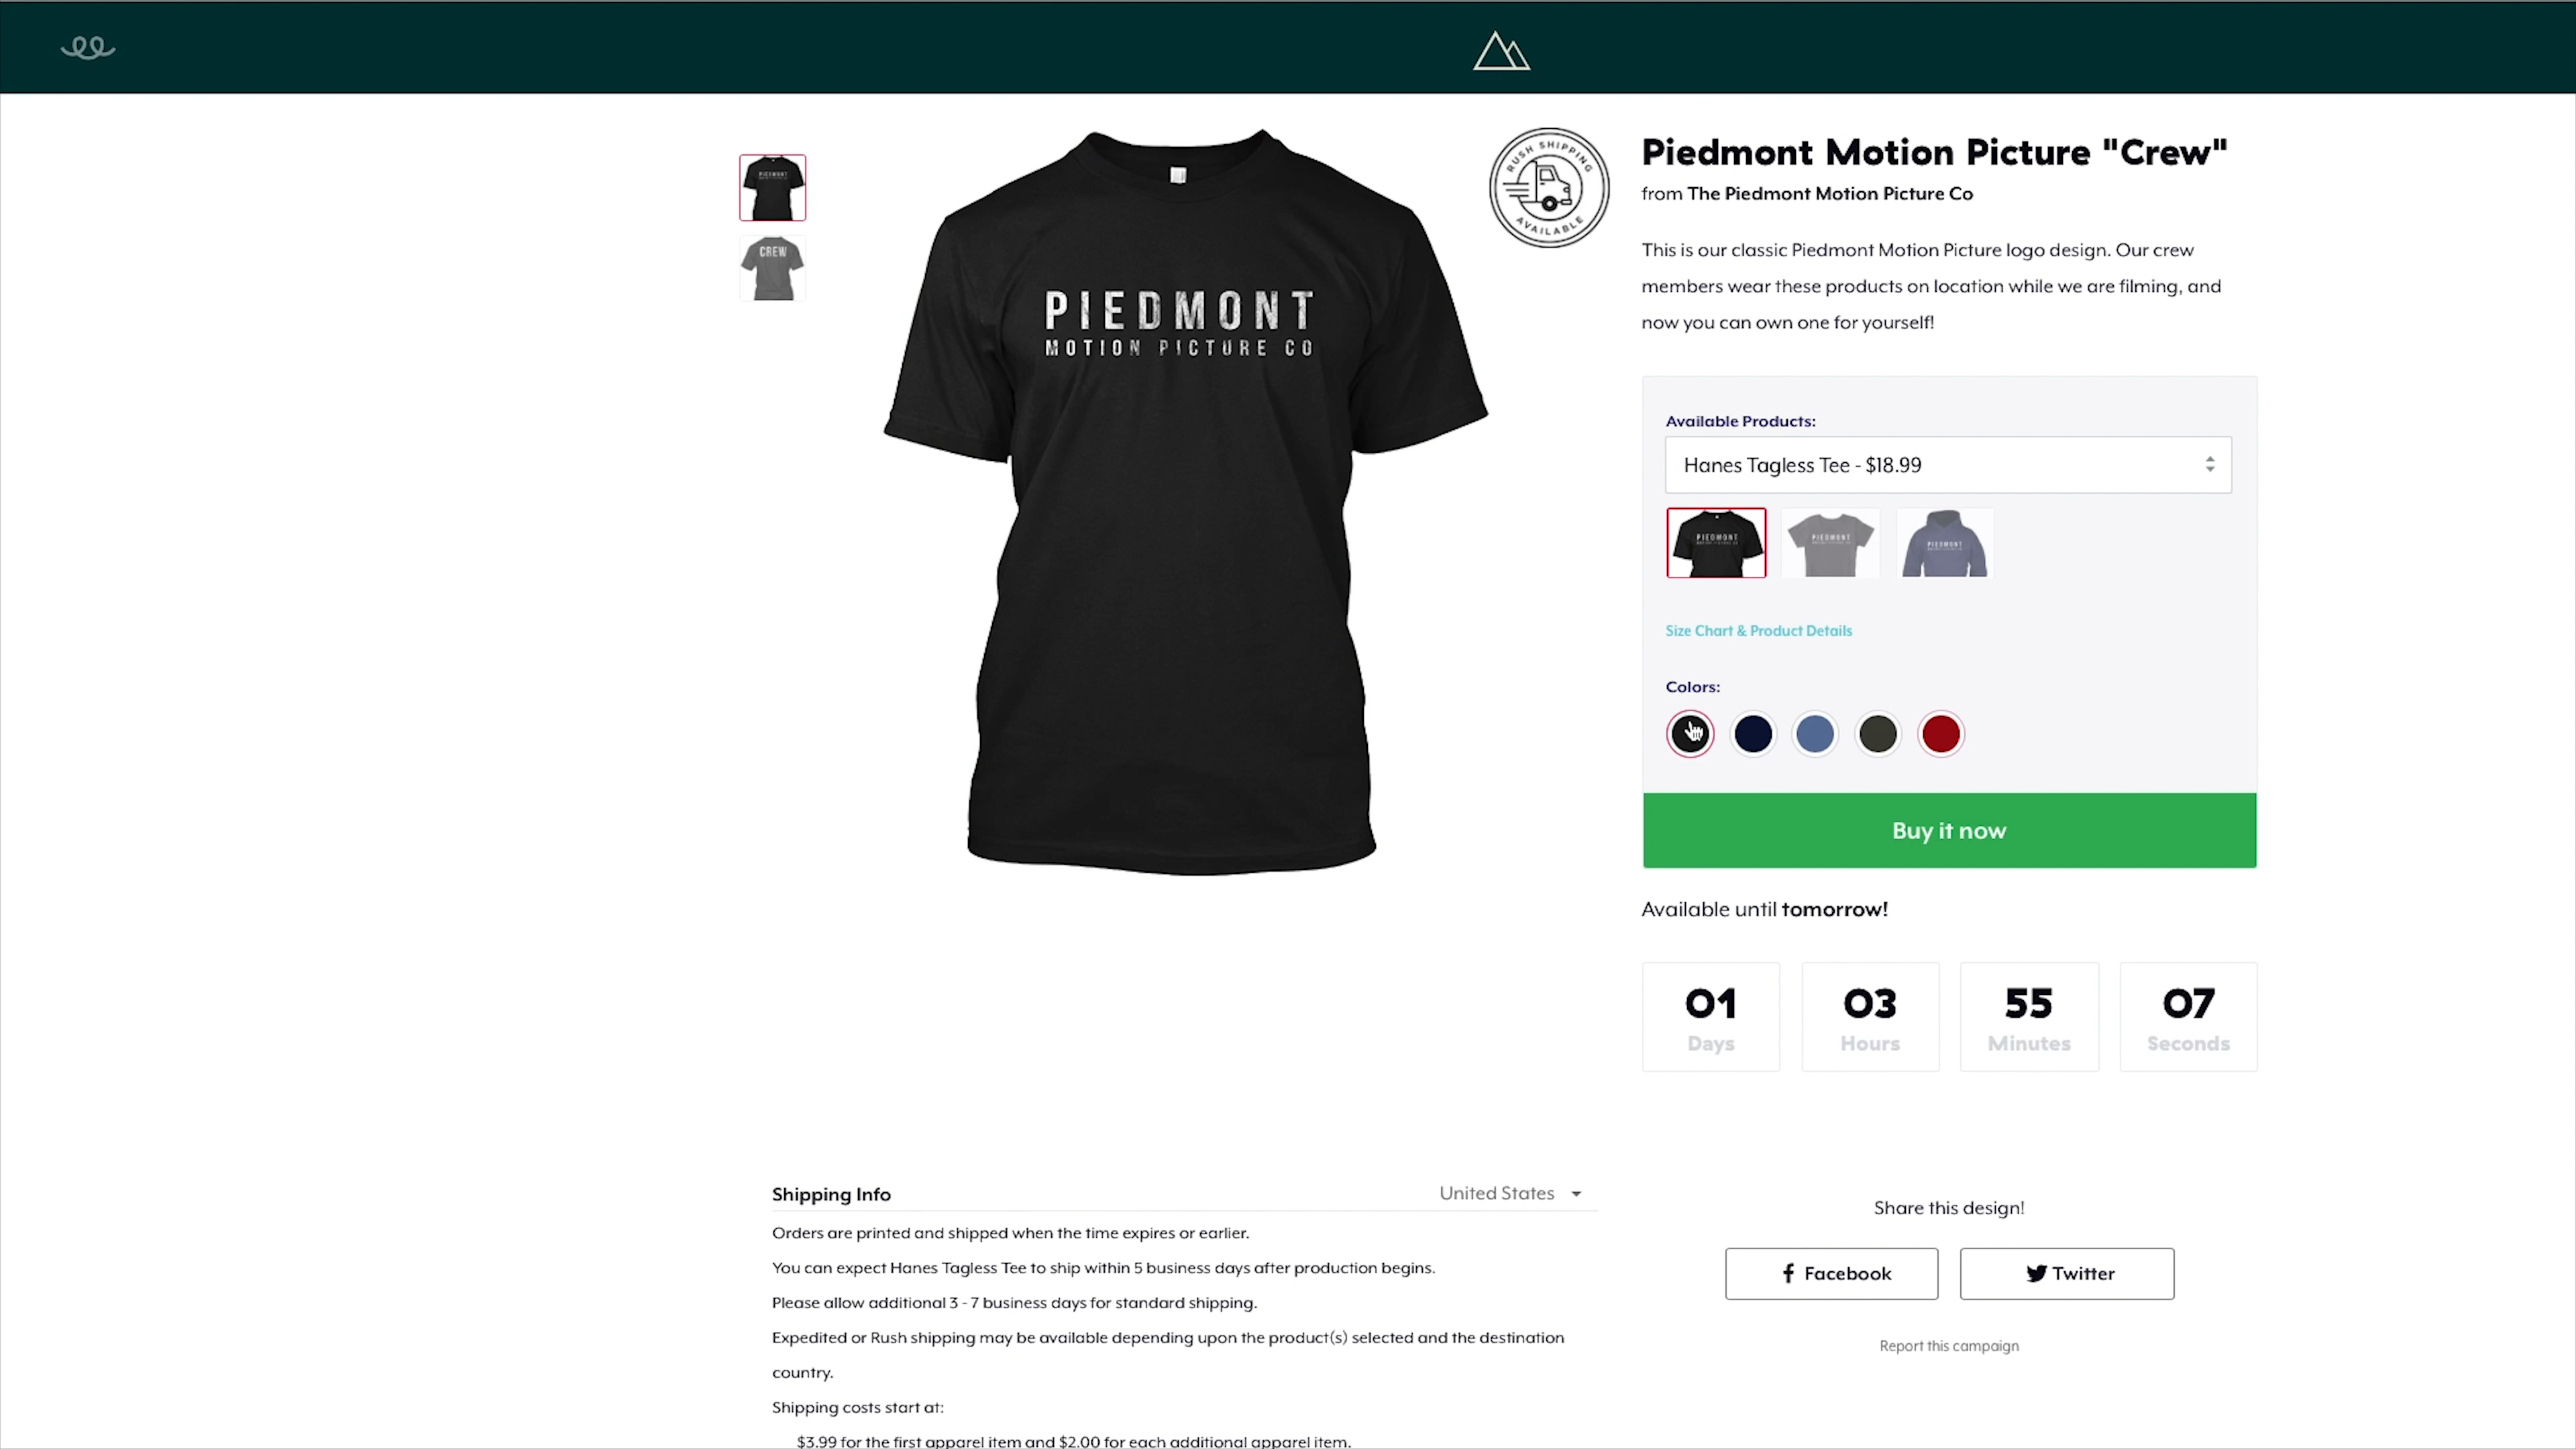 PIEDMONT
MOTION PICTURE CO
CREW
RUSH SHIPPING
AVAILABLE
Piedmont Motion Picture "Crew"
from The Piedmont Motion Picture Co
This is our classic Piedmont Motion Picture logo design. Our crew
members wear these products on location while we are filming, and
now you can own one for yourself!
Available Products:
Hanes Tagless Tee - $18.99
PIEDMONT
PIEDMONT
PIEDMONT
Size Chart & Product Details
Colors:
Buy it now
Available until tomorrow!
01 03 55 07
Days Hours Minutes Seconds
Shipping Info
United States
Orders are printed and shipped when the time expires or earlier.
You can expect Hanes Tagless Tee to ship within 5 business days after production begins.
Please allow additional 3 - 7 business days for standard shipping.
Expedited or Rush shipping may be available depending upon the product(s) selected and the destination
country.
Shipping costs start at:
$3.99 for the first apparel item and $2.00 for each additional apparel item.
Share this design!
Facebook
Twitter
Report this campaign